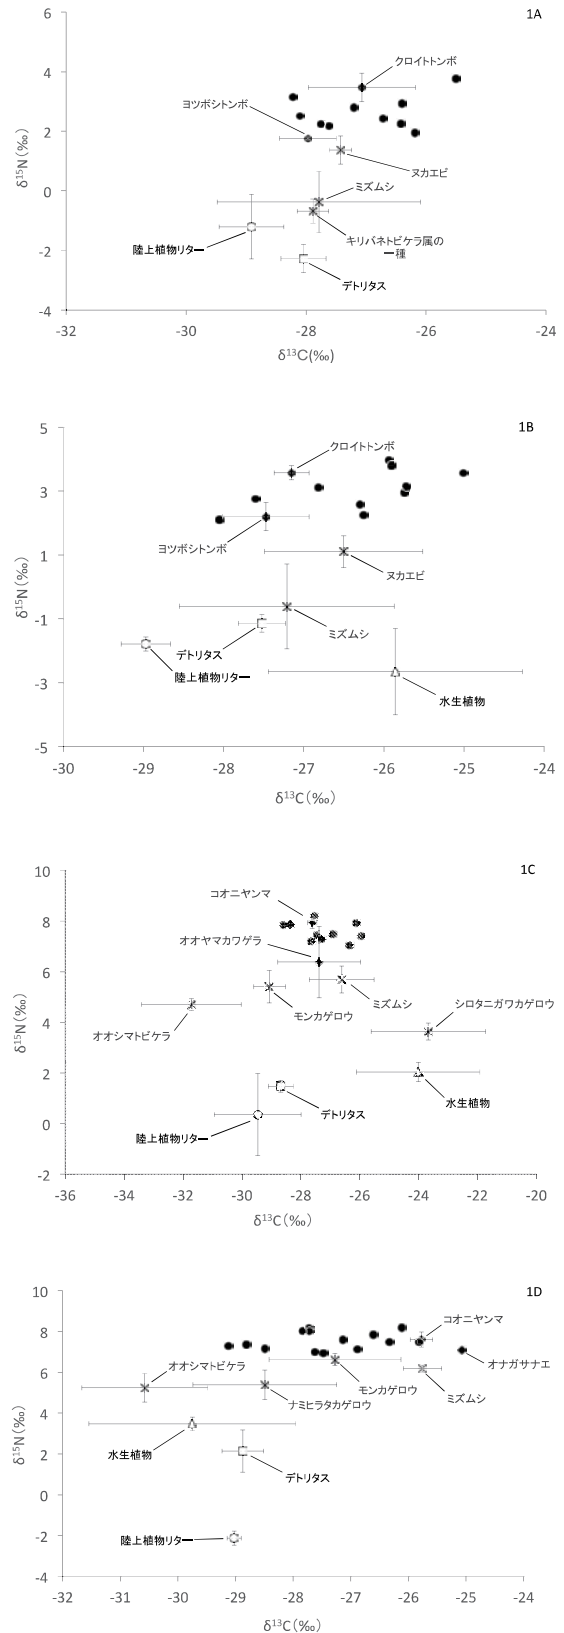 1A
6
4
2
0
-2
-4
δ15N(‰)
クロイトトンボ
ヨツボシトンボ
ヌカエビ
ミズムシ
キリバネトビケラ属の
一種
陸上植物リター
デトリタス
-32
-30
-28
-26
-24
δ13C(‰)
1B
5
3
1
-1
-3
-5
δ15N(‰)
クロイトトンボ
ヨツボシトンボ
ヌカエビ
ミズムシ
デトリタス
陸上植物リター
水生植物
-30
-29
-28
-27
-26
-25
-24
δ13C(‰)
1C
10
8
6
4
2
0
-2
δ15N(‰)
コオニヤンマ
オオヤマカワゲラ
ミズムシ
モンカゲロウ
シロタニガワカゲロウ
オオシマトビケラ
水生植物
デトリタス
陸上植物リター
-36
-34
-32
-30
-28
-26
-24
-22
-20
δ13C(‰)
1D
10
8
6
4
2
0
-2
-4
δ15N(‰)
コオニヤンマ
オナガサナエ
オオシマトビケラ
モンカゲロウ
ミズムシ
ナミヒラタカゲロウ
水生植物
デトリタス
陸上植物リター
-32
-31
-30
-29
-28
-27
-26
-25
-24
δ13C(‰)